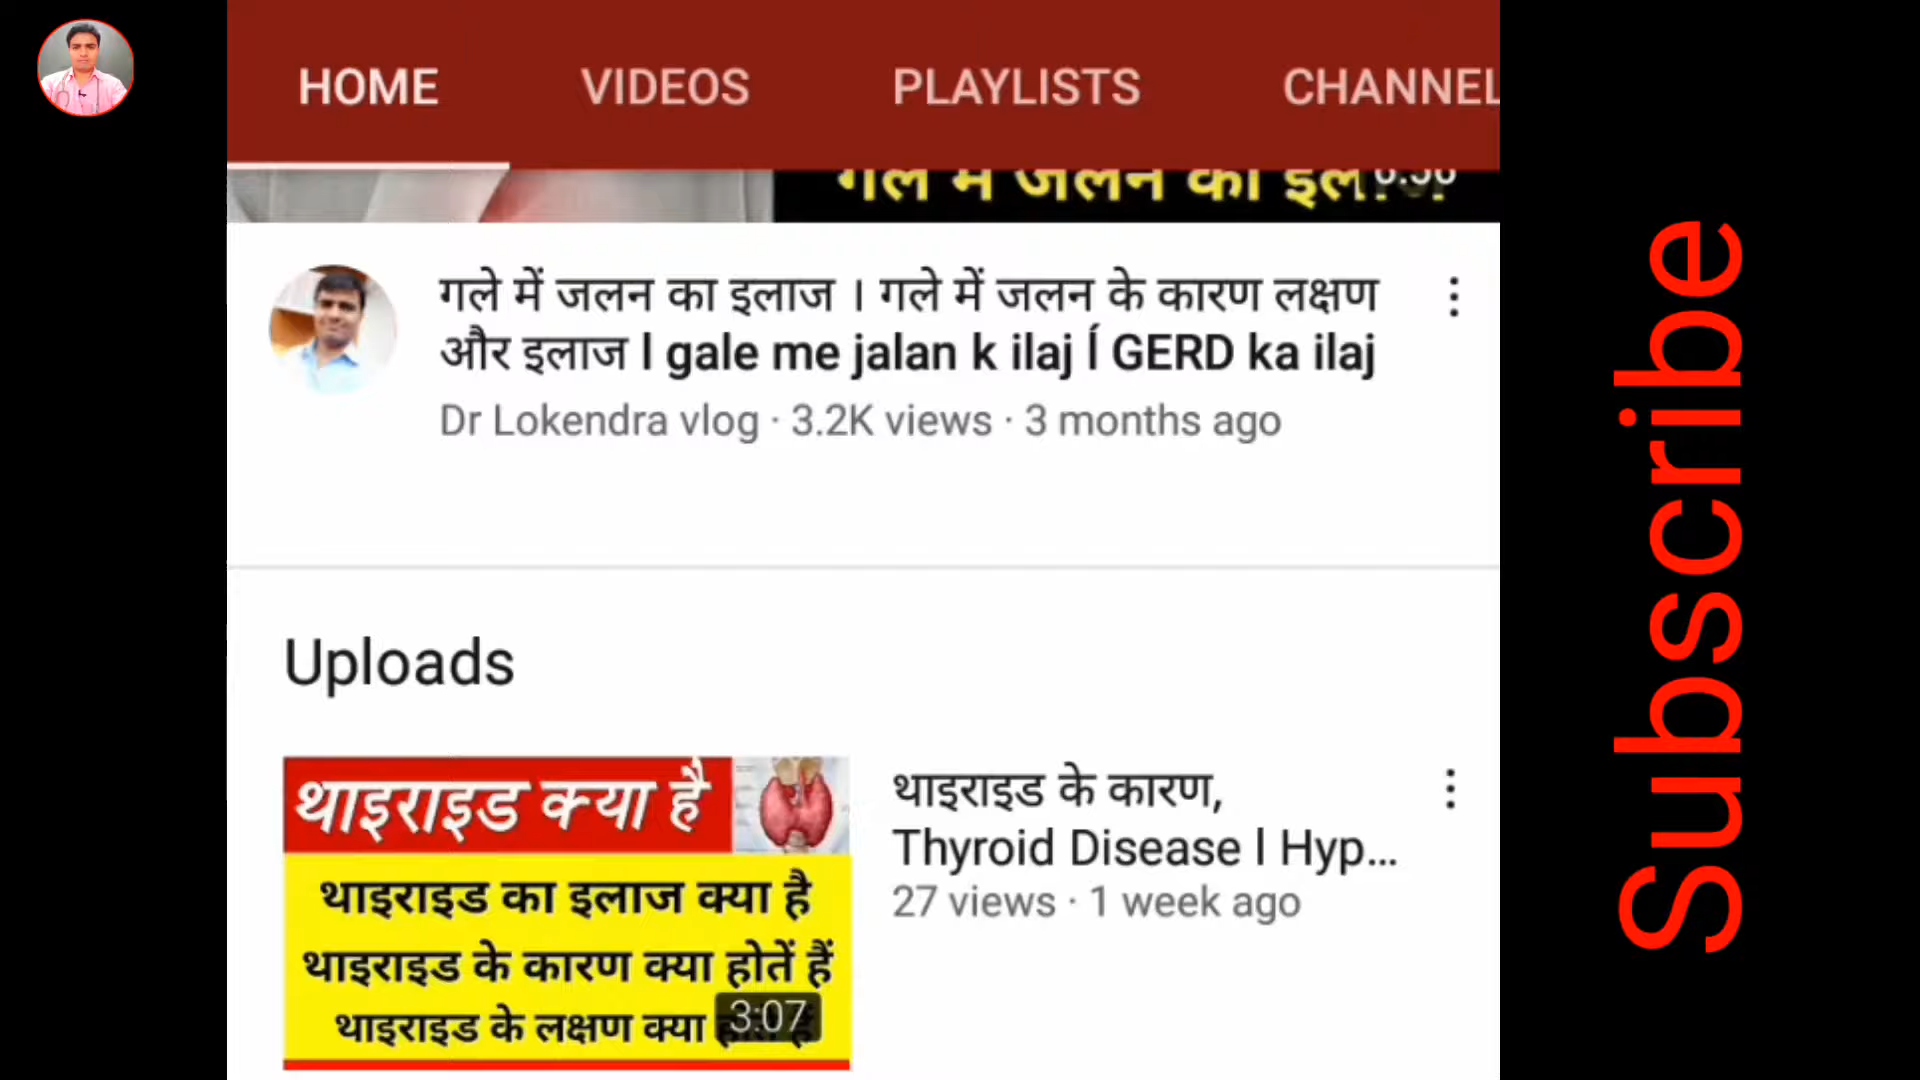 HOME VIDEOS PLAYLISTS CHANNEL
गले में जलन का इलाज
गले में जलन का इलाज । गले में जलन के कारण लक्षण
और इलाज l gale me jalan k ilaj Í GERD ka ilaj
Dr Lokendra vlog · 3.2K views · 3 months ago
Uploads
थाइराइड क्या है
थाइराइड का इलाज क्या है
थाइराइड के कारण क्या होतें हैं
थाइराइड के लक्षण क्या
3:07
थाइराइड के कारण,
Thyroid Disease l Hyp...
27 views · 1 week ago
Subscribe